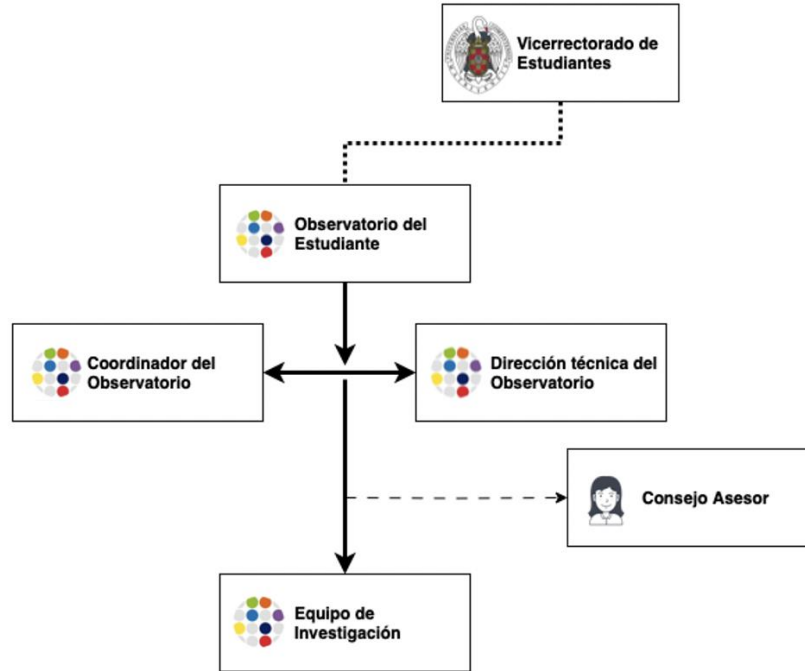 Vicerrectorado de
Estudiantes
Observatorio del
Estudiante
Coordinador del
Observatorio
Dirección técnica del
Observatorio
Consejo Asesor
Equipo de
Investigación